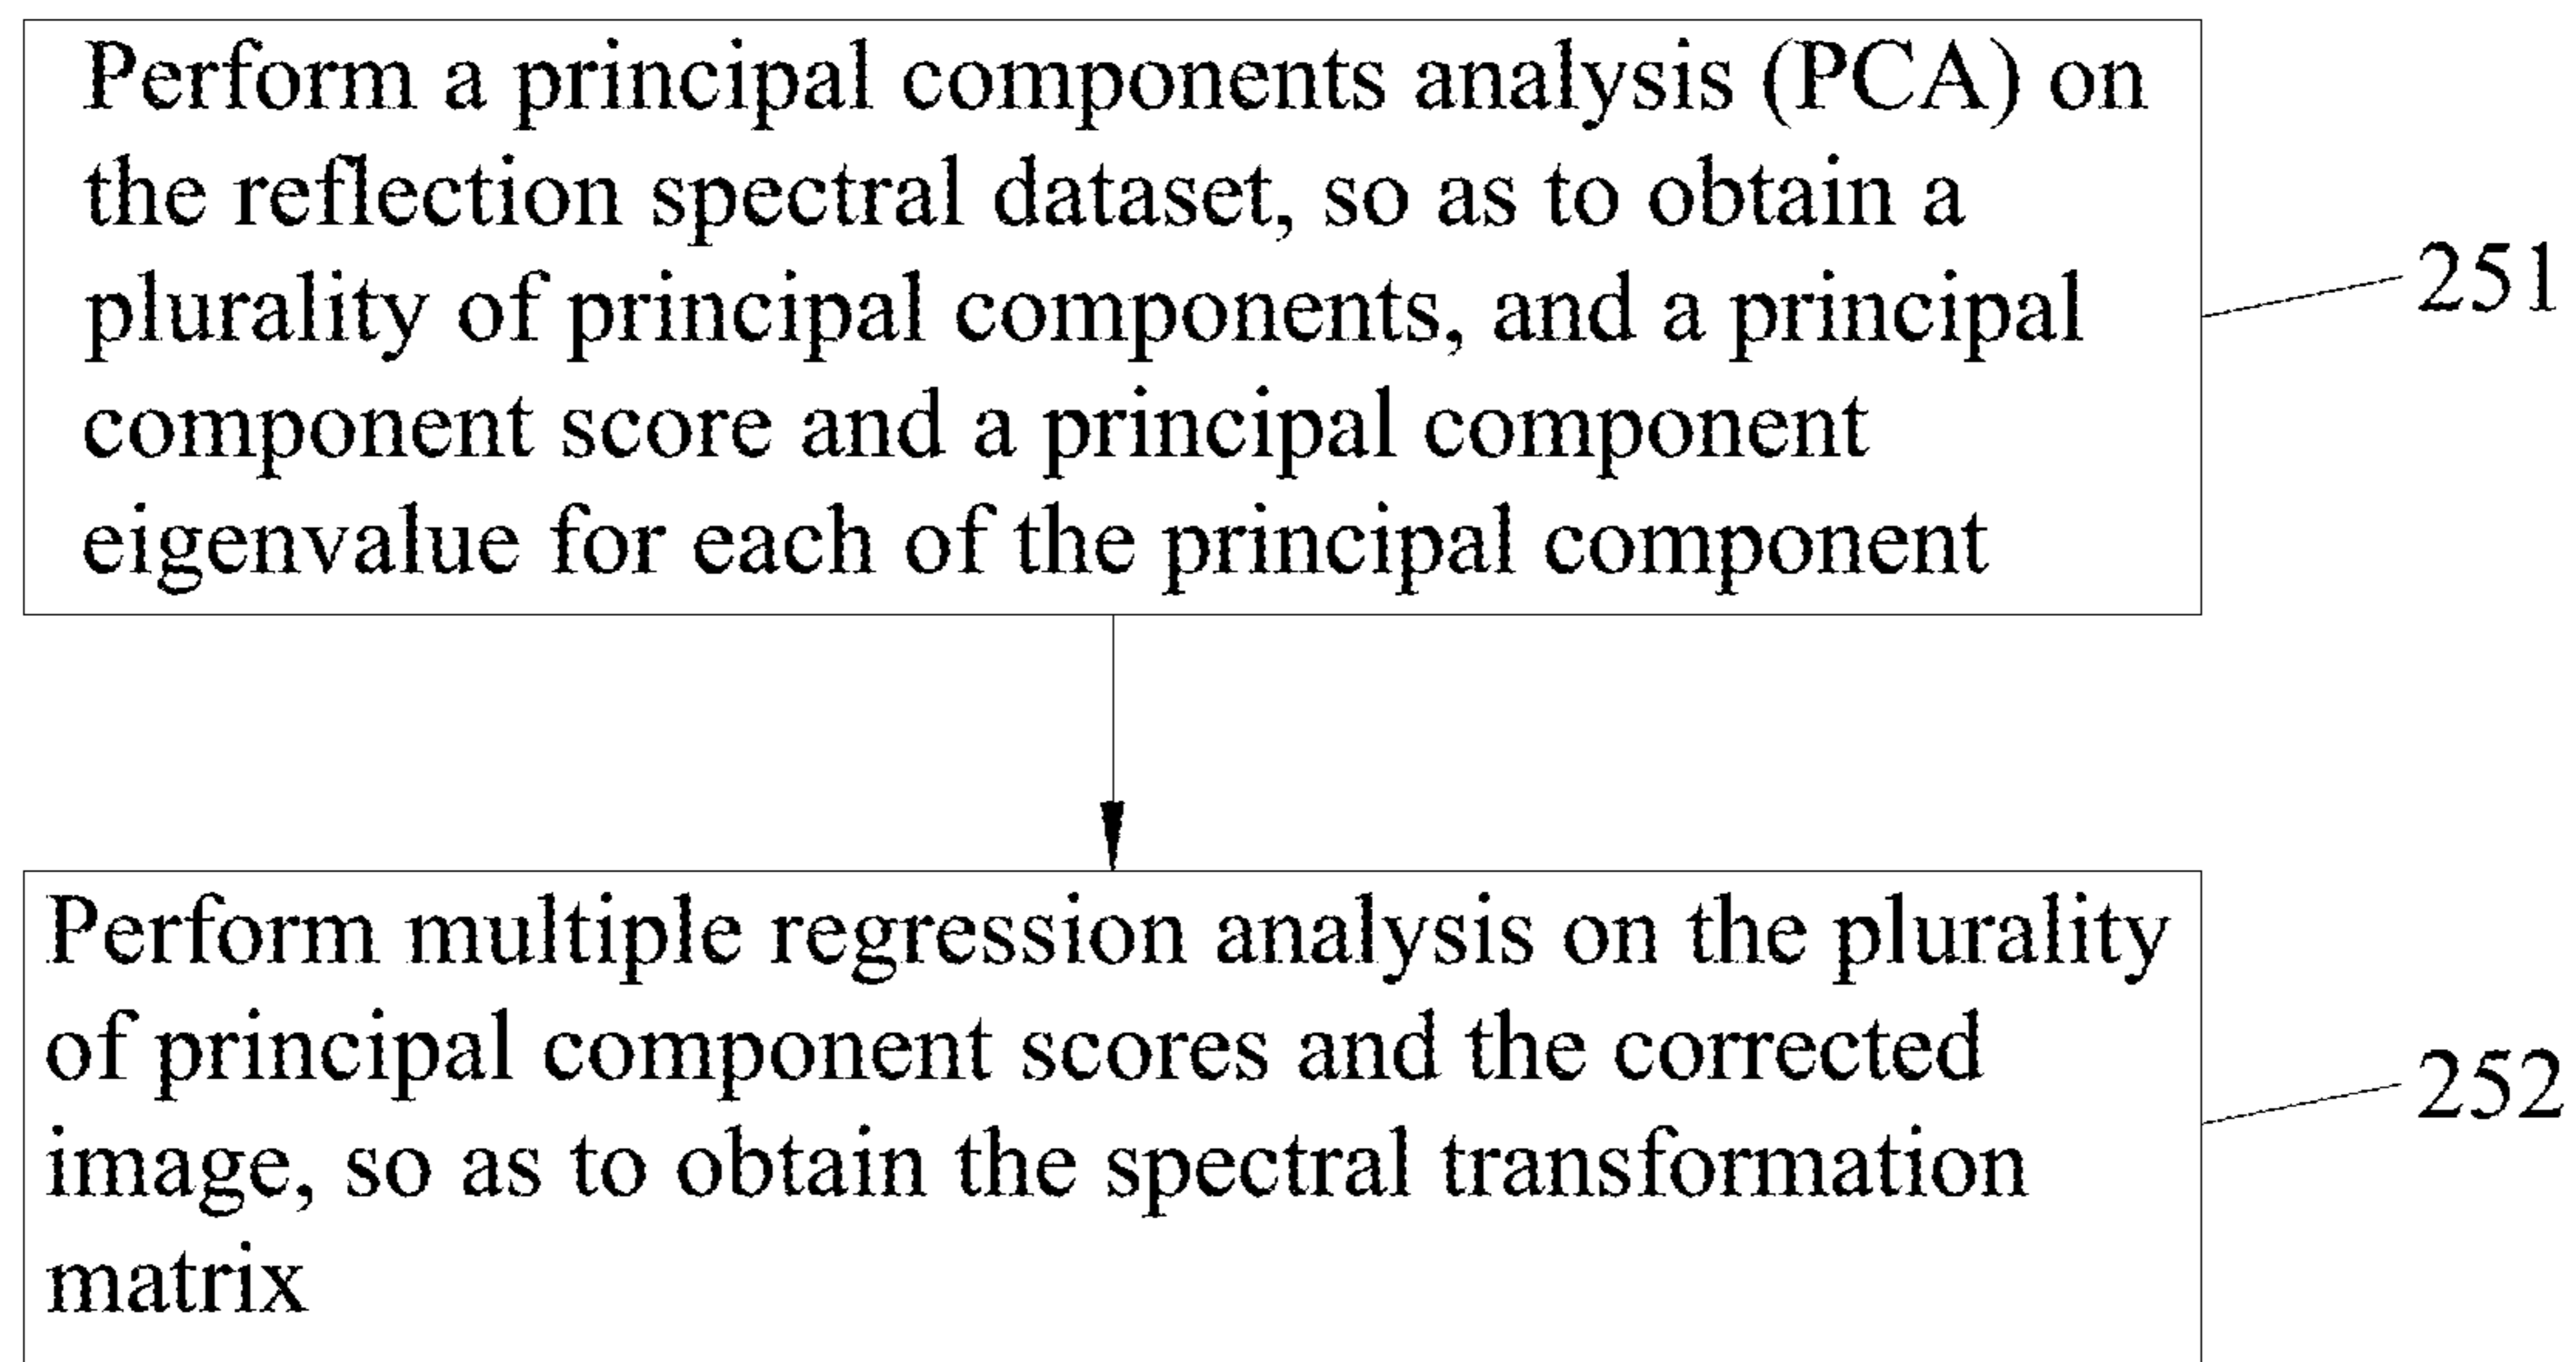 Perform a principal components analysis (PCA) on
the reflection spectral dataset, so as to obtain a
plurality of principal components, and a principal
component score and a principal component
eigenvalue for each of the principal component
251
Perform multiple regression analysis on the plurality
of principal component scores and the corrected
image, so as to obtain the spectral transformation
matrix
252